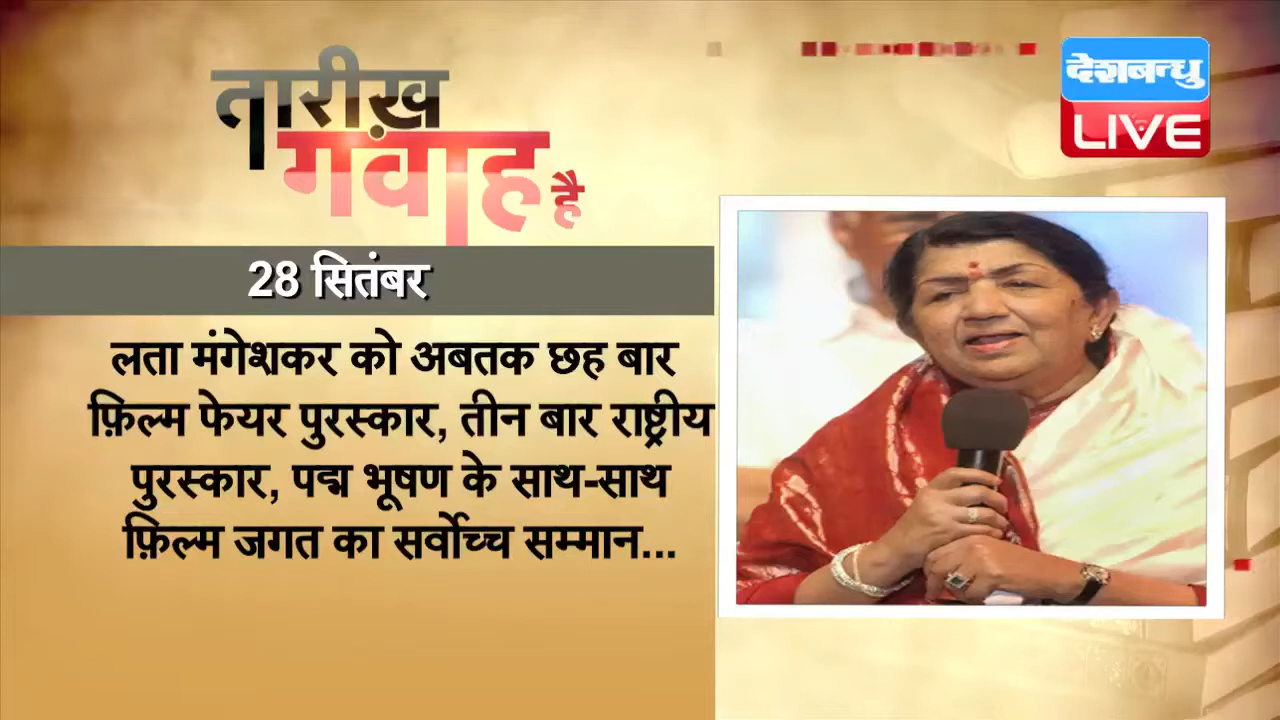 तारीख़
गवाह है
देशबन्धु
LIVE
28 सितंबर
लता मंगेशकर को अबतक छह बार
फ़िल्म फेयर पुरस्कार, तीन बार राष्ट्रीय
पुरस्कार, पद्म भूषण के साथ-साथ
फ़िल्म जगत का सर्वोच्च सम्मान...